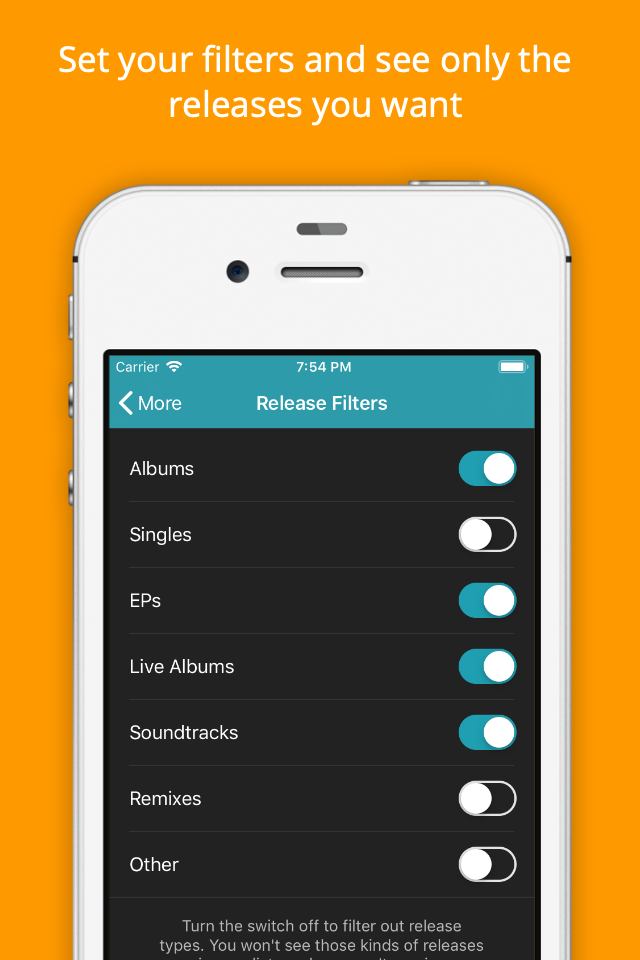 Set your filters and see only the
releases you want
Carrier 7:54 PM
More Release Filters
Albums
Singles
EPs
Live Albums
Soundtracks
Remixes
Other
Turn the switch off to filter out release
types. You won't see those kinds of releases